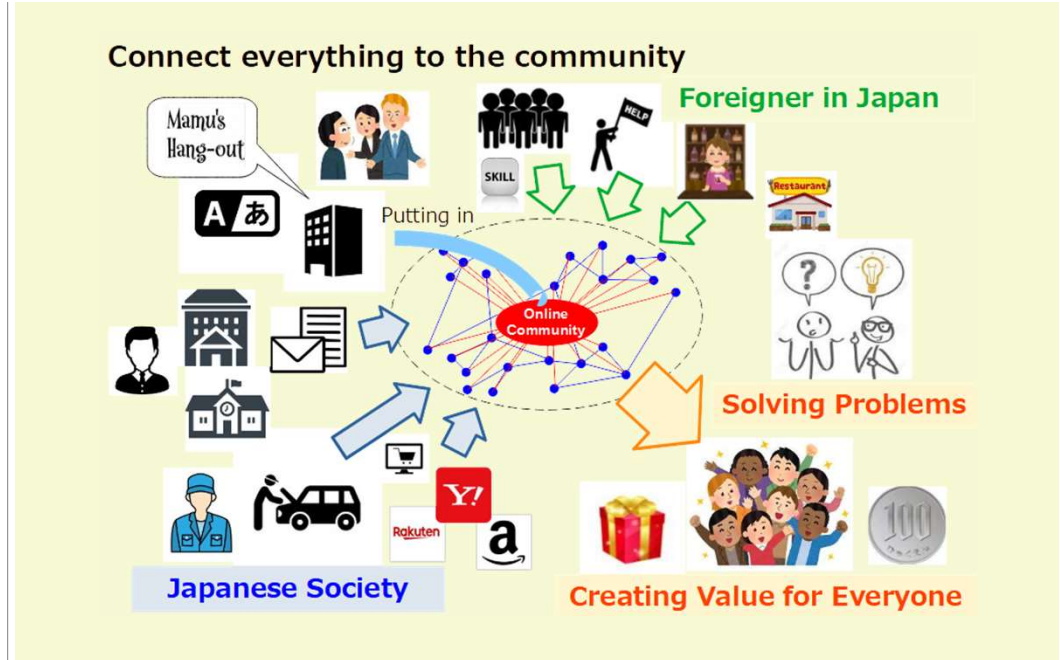 Connect everything to the community
Mamu's
Hang-out
HELP
Foreigner in Japan
SKILL
Restaurant
A あ
Putting in
?
Online
Community
Solving Problems
Y!
Rakuten
a
100
Japanese Society
Creating Value for Everyone